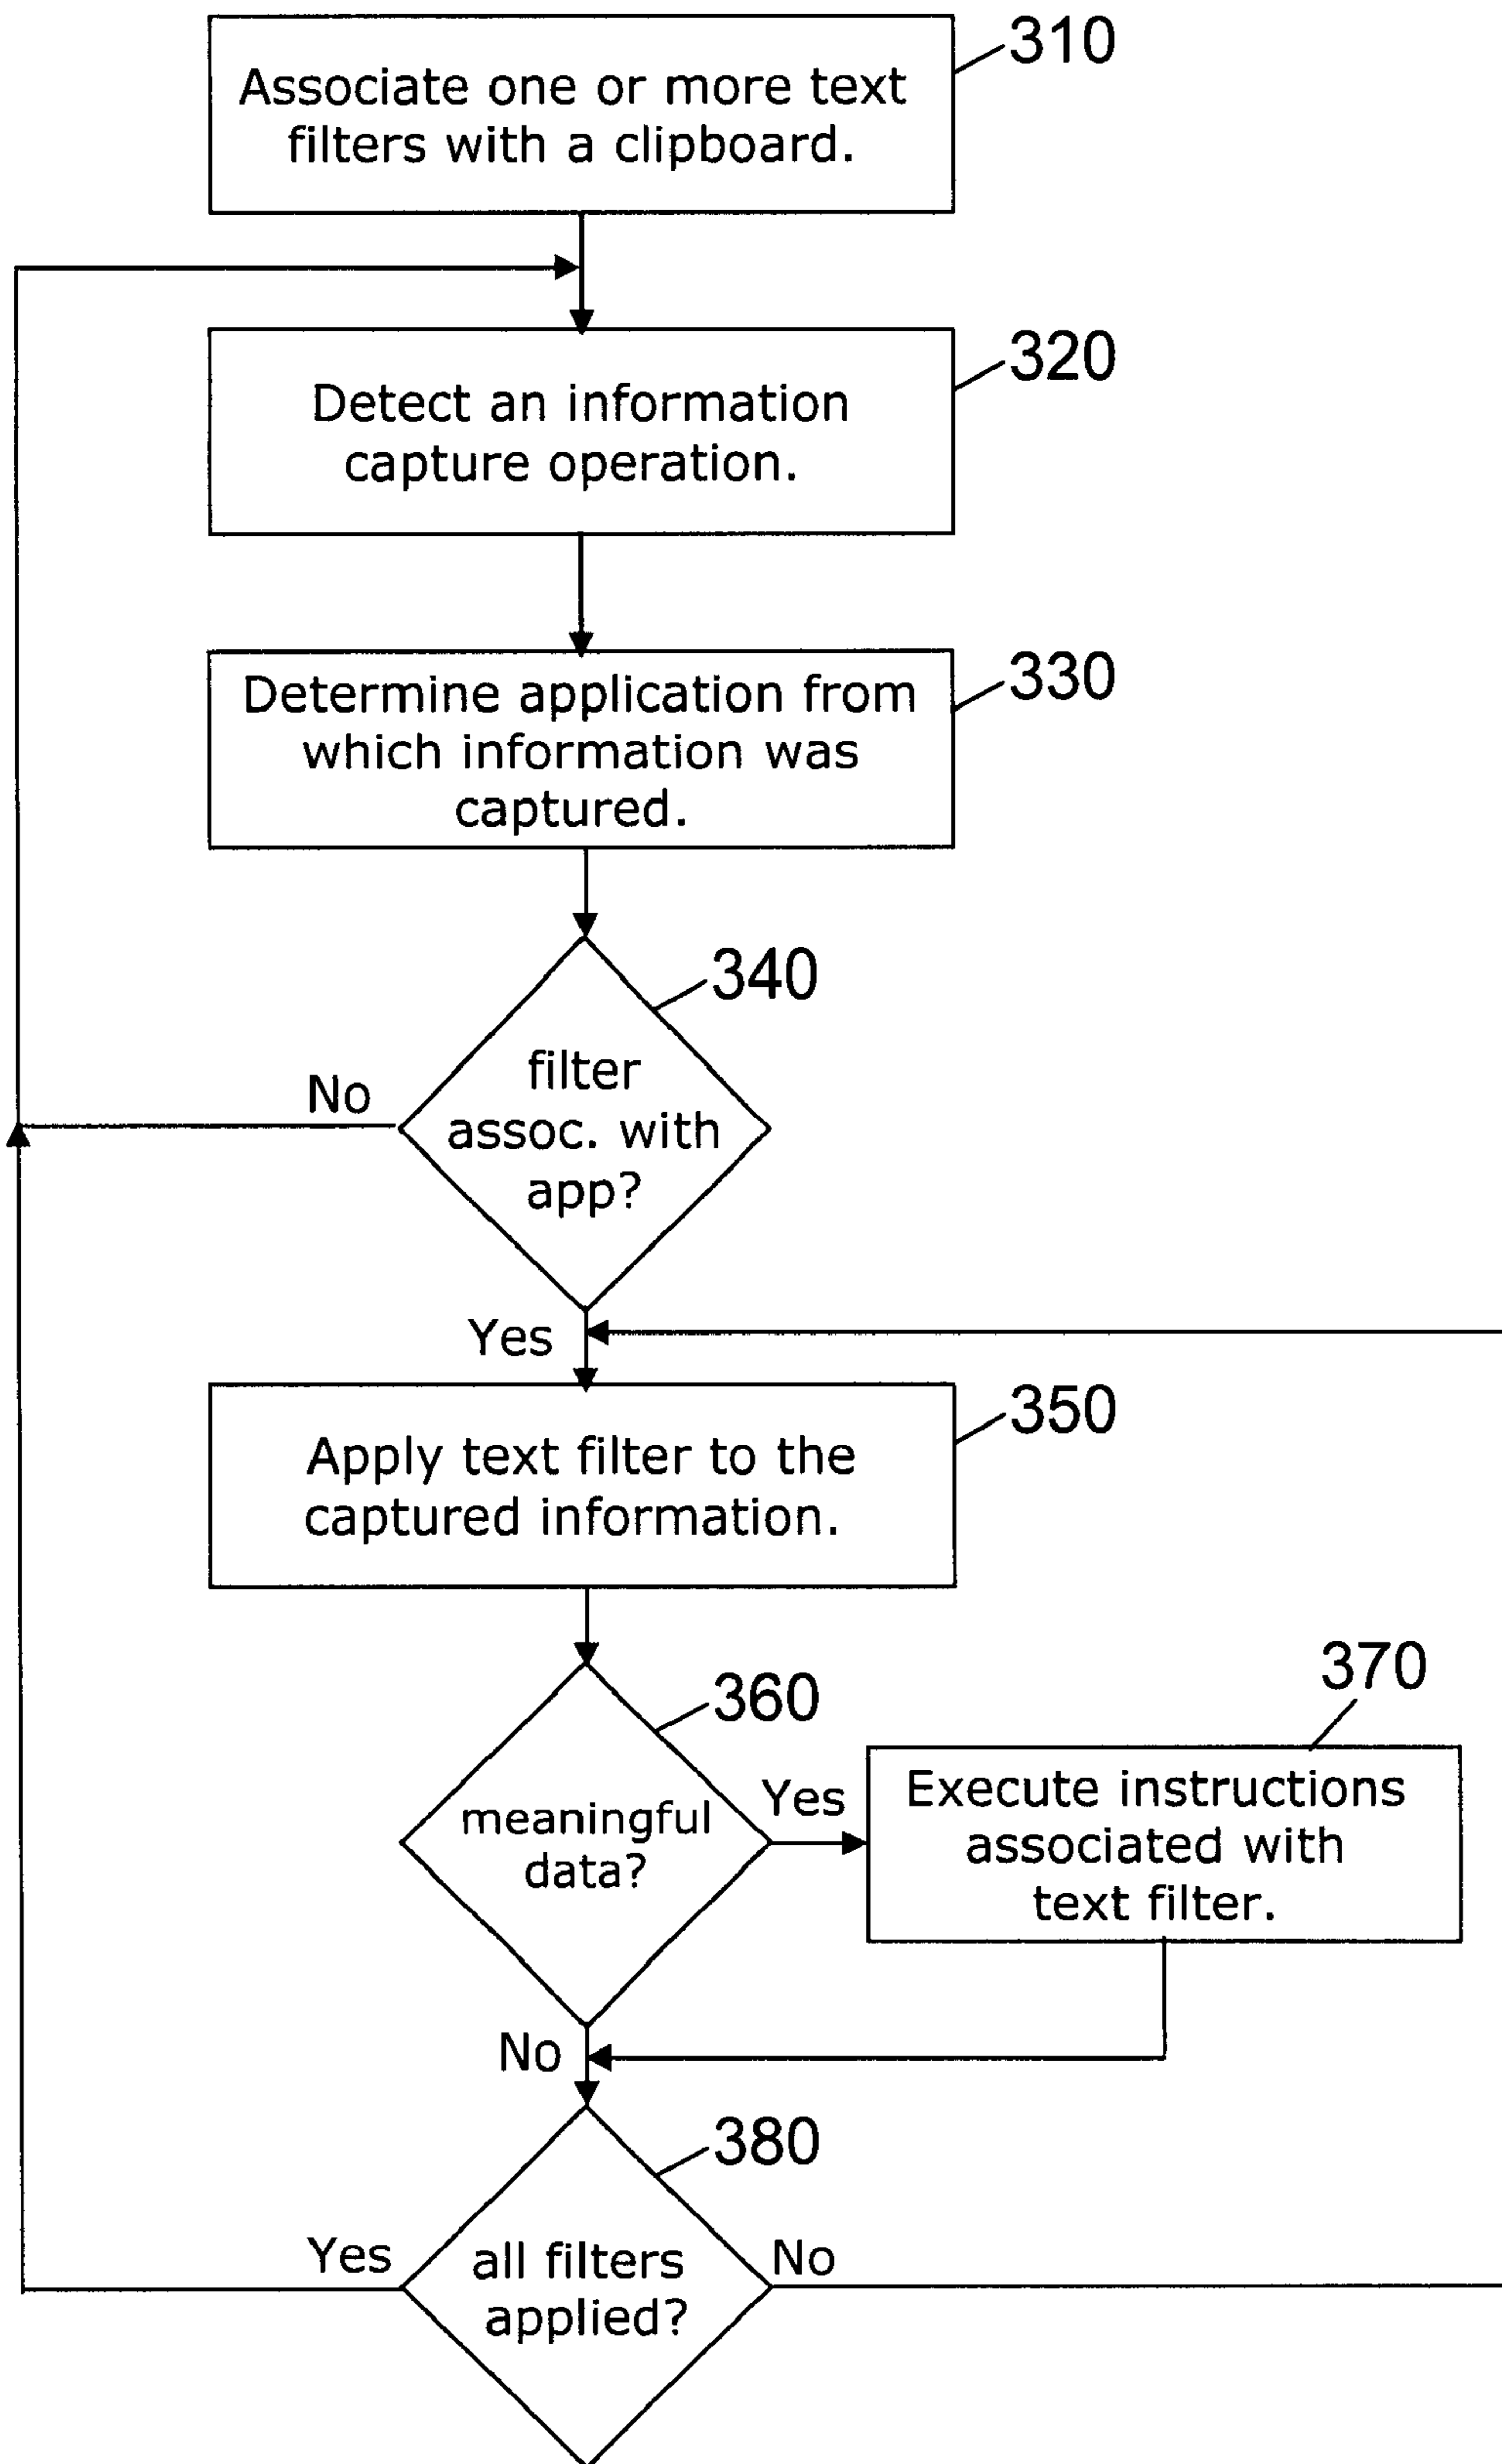 310
Associate one or more text
filters with a clipboard.
320
Detect an information
capture operation.
330
Determine application from
which information was
captured.
340
filter
assoc. with
app?
No
Yes
350
Apply text filter to the
captured information.
360
meaningful
data?
Yes
370
Execute instructions
associated with
text filter.
No
380
all filters
applied?
Yes
No